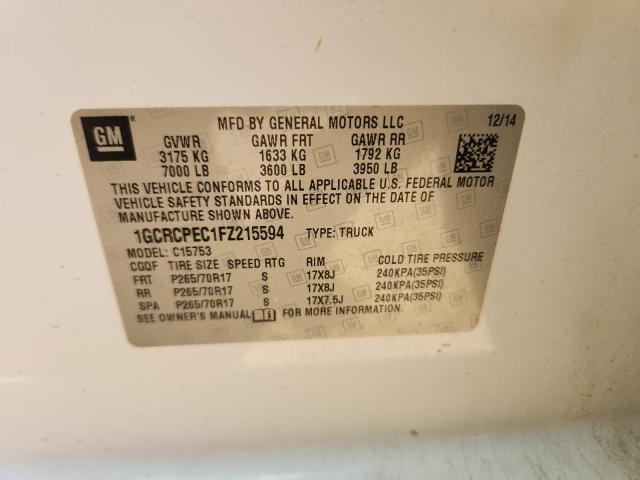 GM
MFD BY GENERAL MOTORS LLC 12/14
GVWR GAWR FRT GAWR RR
3175 KG 1633 KG 1792 KG
7000 LB 3600 LB 3950 LB
THIS VEHICLE CONFORMS TO ALL APPLICABLE U.S. FEDERAL MOTOR
VEHICLE SAFETY STANDARDS IN EFFECT ON THE DATE OF
MANUFACTURE SHOWN ABOVE.
1GCRCPEC1FZ215594 TYPE: TRUCK
MODEL: C15753
CGQF TIRE SIZE SPEED RTG RIM COLD TIRE PRESSURE
FRT P265/70R17 S 17X8J 240KPA(35PSI)
RR P265/70R17 S 17X8J 240KPA(35PSI)
SPA P265/70R17 S 17X7.5J 240KPA(35PSI)
SEE OWNER'S MANUAL FOR MORE INFORMATION.